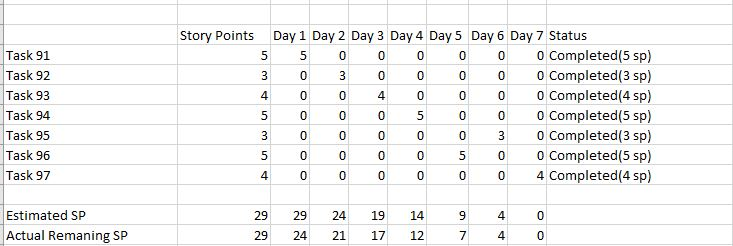 Story Points Day 1 Day 2 Day 3 Day 4 Day 5 Day 6 Day 7 Status
Task 91 5 5 0 0 0 0 0 0 Completed(5 sp)
Task 92 3 0 3 0 0 0 0 0 Completed(3 sp)
Task 93 4 0 0 4 0 0 0 0 Completed(4 sp)
Task 94 5 0 0 0 5 0 0 0 Completed(5 sp)
Task 95 3 0 0 0 0 0 3 0 Completed(3 sp)
Task 96 5 0 0 0 0 5 0 0 Completed(5 sp)
Task 97 4 0 0 0 0 0 0 4 Completed(4 sp)
Estimated SP 29 29 24 19 14 9 4 0
Actual Remaning SP 29 24 21 17 12 7 4 0